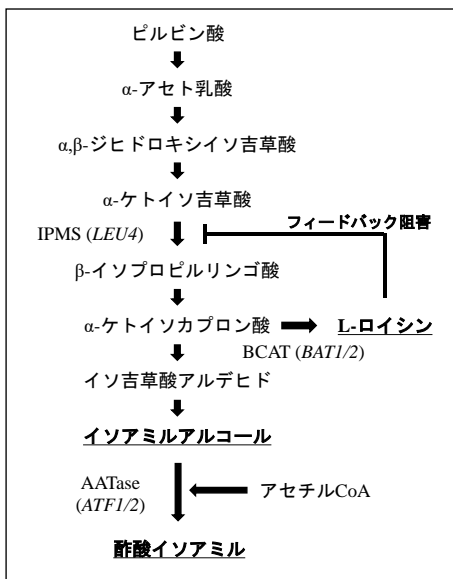 ピルビン酸
α-アセト乳酸
α,β-ジヒドロキシイソ吉草酸
α-ケトイソ吉草酸
フィードバック阻害
IPMS (LEU4)
β-イソプロピルリンゴ酸
α-ケトイソカプロン酸
L-ロイシン
BCAT (BAT1/2)
イソ吉草酸アルデヒド
イソアミルアルコール
AATase
(ATF1/2)
アセチルCoA
酢酸イソアミル